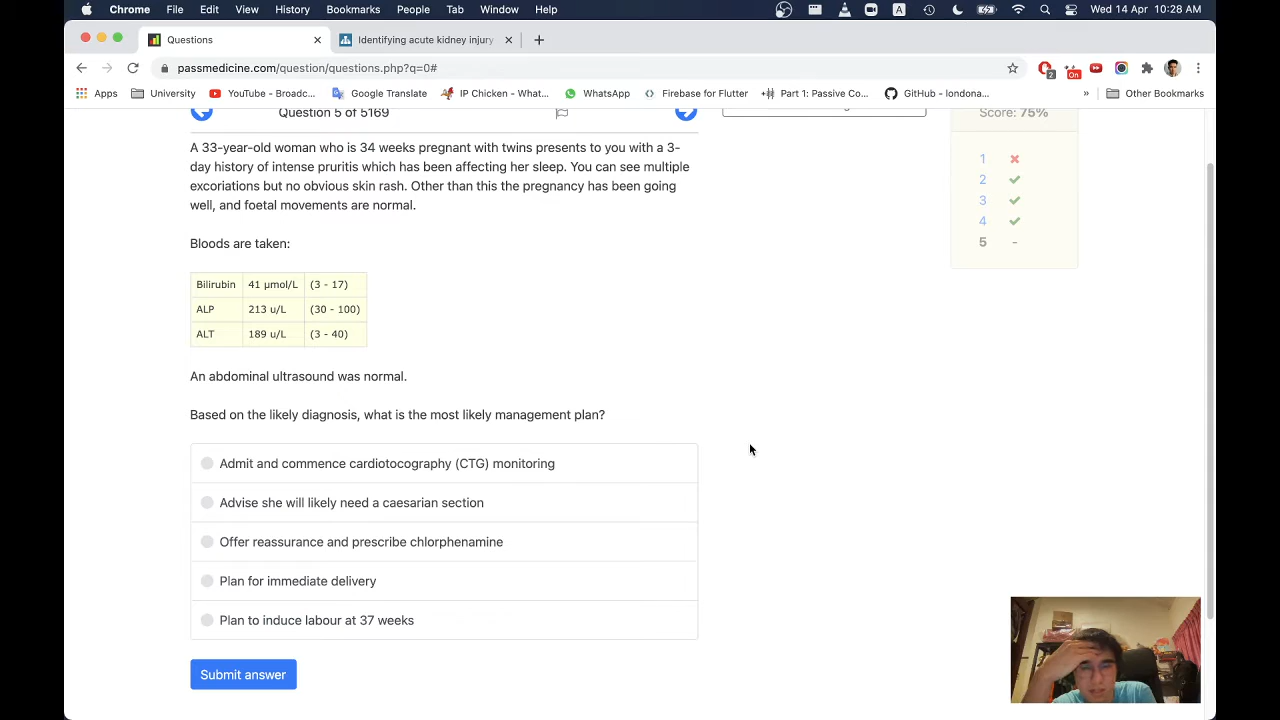 Chrome File Edit View History Bookmarks People Tab Window Help
A
Wed 14 Apr 10:28 AM
Questions
Identifying acute kidney injury
passmedicine.com/question/questions.php?q=0#
2 On
Apps University YouTube - Broadc... Google Translate IP Chicken - What... WhatsApp Firebase for Flutter Part 1: Passive Co... GitHub - londona... » Other Bookmarks
Question 5 of 5169
Score: 75%
1
2
3
4
5 -
A 33-year-old woman who is 34 weeks pregnant with twins presents to you with a 3-
day history of intense pruritis which has been affecting her sleep. You can see multiple
excoriations but no obvious skin rash. Other than this the pregnancy has been going
well, and foetal movements are normal.
Bloods are taken:
Bilirubin 41 µmol/L (3 - 17)
ALP 213 u/L (30 - 100)
ALT 189 u/L (3 - 40)
An abdominal ultrasound was normal.
Based on the likely diagnosis, what is the most likely management plan?
Admit and commence cardiotocography (CTG) monitoring
Advise she will likely need a caesarian section
Offer reassurance and prescribe chlorphenamine
Plan for immediate delivery
Plan to induce labour at 37 weeks
Submit answer